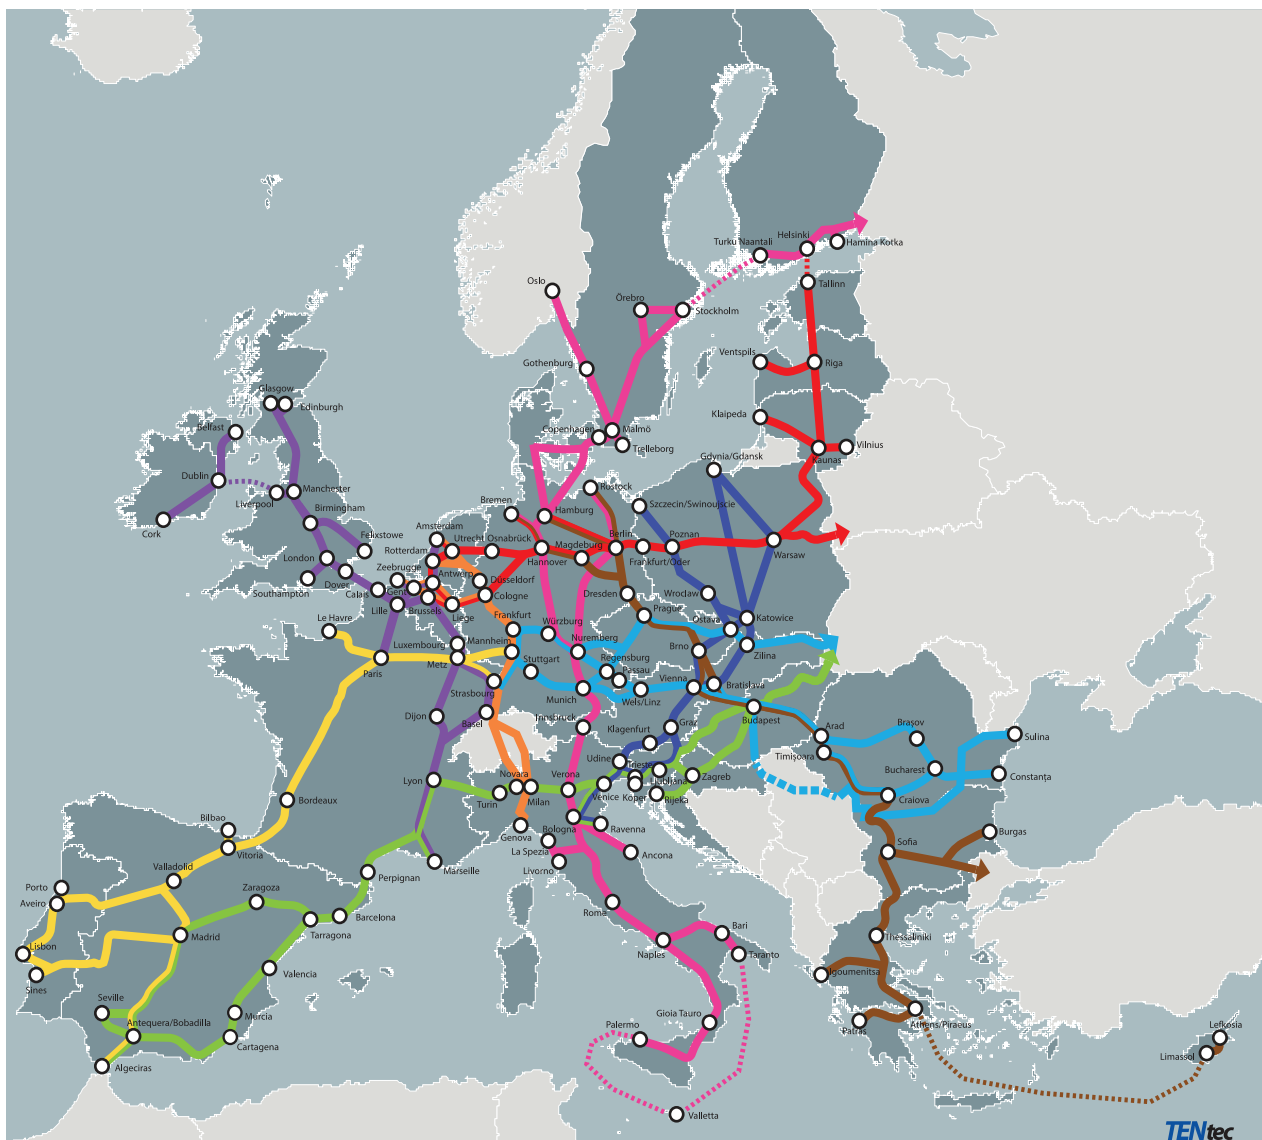 Helsinki
Turku Naantali
Hamina Kotka
Oslo
Tallinn
Örebro
Stockholm
Ventspils
Riga
Gothenburg
Glasgow
Edinburgh
Klaipeda
Belfast
Copenhagen
Malmö
Trelleborg
Vilnius
Kaunas
Gdynia/Gdansk
Dublin
Liverpool
Manchester
Rostock
Bremen
Szczecin/Swinoujscie
Birmingham
Hamburg
Cork
Amsterdam
Felixstowe
Utrecht
Osnabrück
Berlin
Poznan
Rotterdam
Magdeburg
London
Hannover
Frankfurt/Oder
Warsaw
Zeebrugge
Antwerp
Düsseldorf
Dover
Gent
Southampton
Calais
Cologne
Dresden
Wroclaw
Lille
Brussels
Liège
Prague
Le Havre
Frankfurt
Würzburg
Ostava
Katowice
Luxembourg
Mannheim
Nuremberg
Brno
Zilina
Metz
Stuttgart
Regensburg
Paris
Passau
Strasbourg
Vienna
Bratislava
Munich
Wels/Linz
Dijon
Basel
Innsbruck
Graz
Budapest
Klagenfurt
Arad
Braşov
Sulina
Timişoara
Udine
Trieste
Lyon
Novara
Verona
Ljubliana
Zagreb
Bucharest
Constanţa
Turin
Milan
Venice
Koper
Rijeka
Craiova
Bordeaux
Bilbao
Genova
Bologna
Ravenna
Burgas
Vitoria
La Spezia
Ancona
Sofia
Livorno
Marseille
Valladolid
Perpignan
Porto
Aveiro
Zaragoza
Barcelona
Roma
Tarragona
Bari
Madrid
Naples
Thessaliniki
Lisbon
Taranto
Sines
Valencia
Igoumenitsa
Seville
Murcia
Gioia Tauro
Antequera/Bobadilla
Palermo
Cartagena
Patras
Athens/Piraeus
Lefkosia
Limassol
Algeciras
Valletta
TENtec